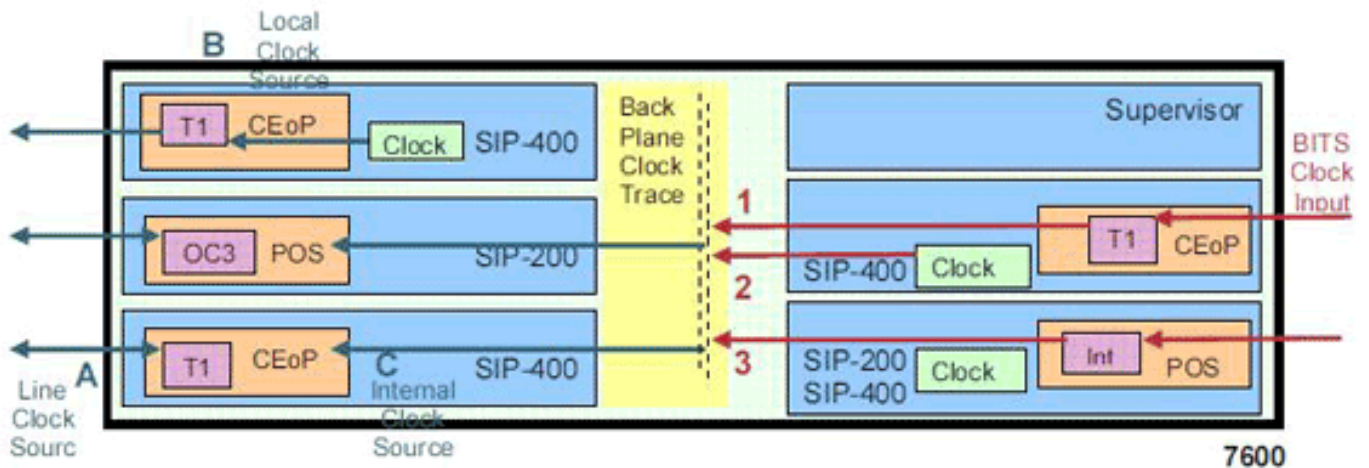 B
Local
Clock
Source
T1
CEoP
Clock
SIP-400
OC3
POS
SIP-200
A
Line
Clock
Sourc
T1
CEoP
C
Internal
Clock
Source
SIP-400
Back
Plane
Clock
Trace
1
2
3
Supervisor
BITS
Clock
Input
T1
CEoP
SIP-400
Clock
SIP-200
SIP-400
Clock
Int
POS
7600